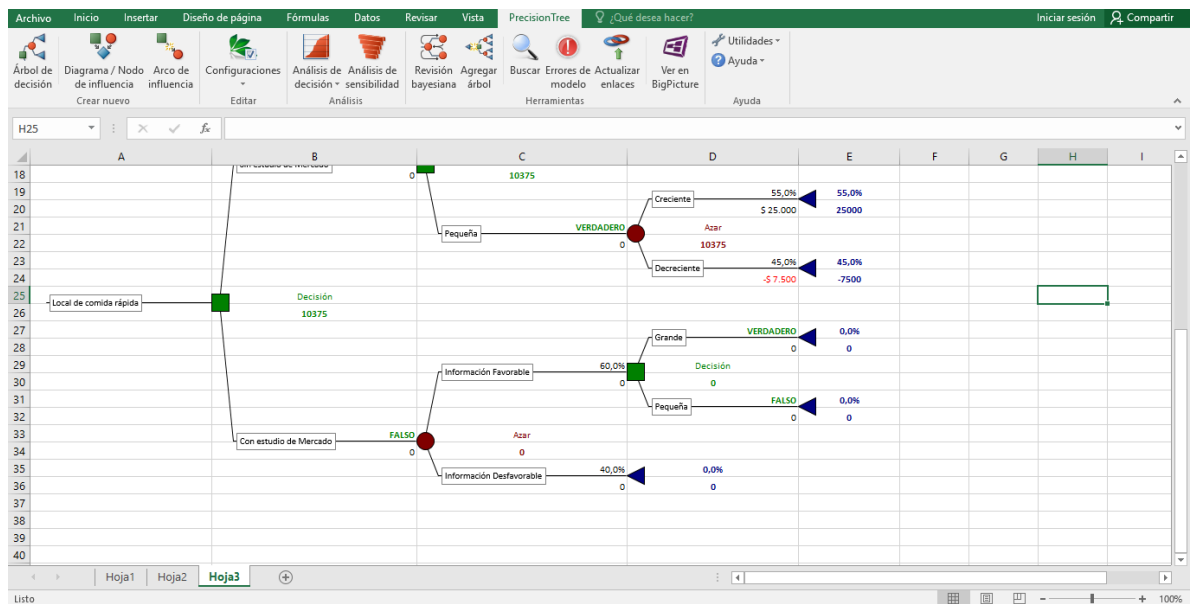 Archivo Inicio Insertar Diseño de página Fórmulas Datos Revisar Vista PrecisionTree ¿Qué desea hacer? Iniciar sesión Compartir
Árbol de decisión
Diagrama / Nodo de influencia
Arco de influencia
Crear nuevo
Configuraciones
Editar
Análisis de decisión
Análisis de sensibilidad
Análisis
Revisión bayesiana
Agregar árbol
Buscar
Errores de modelo
Actualizar enlaces
Herramientas
Ver en BigPicture
Utilidades
Ayuda
Ayuda
H25 fx
A B C D E F G H I
18 0 10375
19 Creciente 55,0% 55,0%
20 $ 25.000 25000
21 Pequeña VERDADERO Azar
22 0 10375
23 Decreciente 45,0% 45,0%
24 -$ 7.500 -7500
25 Local de comida rápida Decisión
26 10375
27 Grande VERDADERO 0,0%
28 0 0
29 Información Favorable 60,0% Decisión
30 0 0
31 Pequeña FALSO 0,0%
32 0 0
33 Con estudio de Mercado FALSO Azar
34 0 0
35 Información Desfavorable 40,0% 0,0%
36 0 0
37
38
39
40
Hoja1 Hoja2 Hoja3
Listo 100%